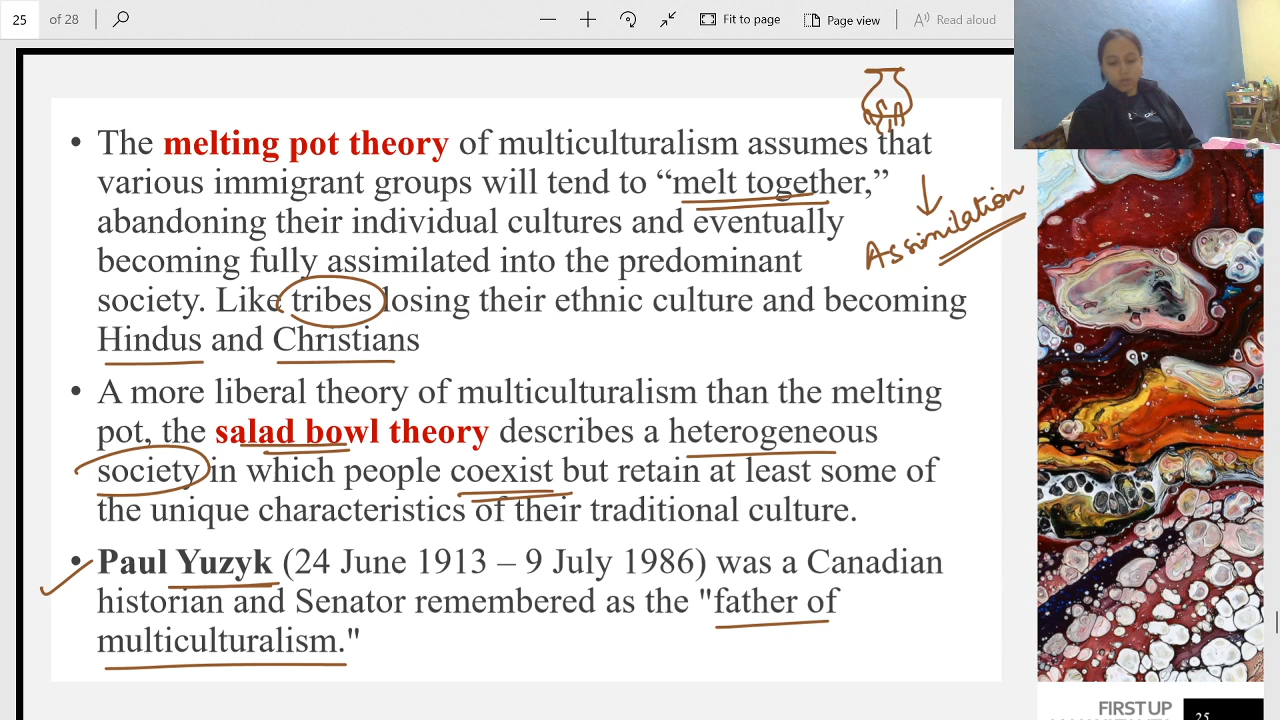 25 of 28 Fit to page Page view Read aloud
• The melting pot theory of multiculturalism assumes that
various immigrant groups will tend to “melt together,”
abandoning their individual cultures and eventually
becoming fully assimilated into the predominant
society. Like tribes losing their ethnic culture and becoming
Hindus and Christians
Assimilation
• A more liberal theory of multiculturalism than the melting
pot, the salad bowl theory describes a heterogeneous
society in which people coexist but retain at least some of
the unique characteristics of their traditional culture.
• Paul Yuzyk (24 June 1913 – 9 July 1986) was a Canadian
historian and Senator remembered as the "father of
multiculturalism."
FIRST UP
25